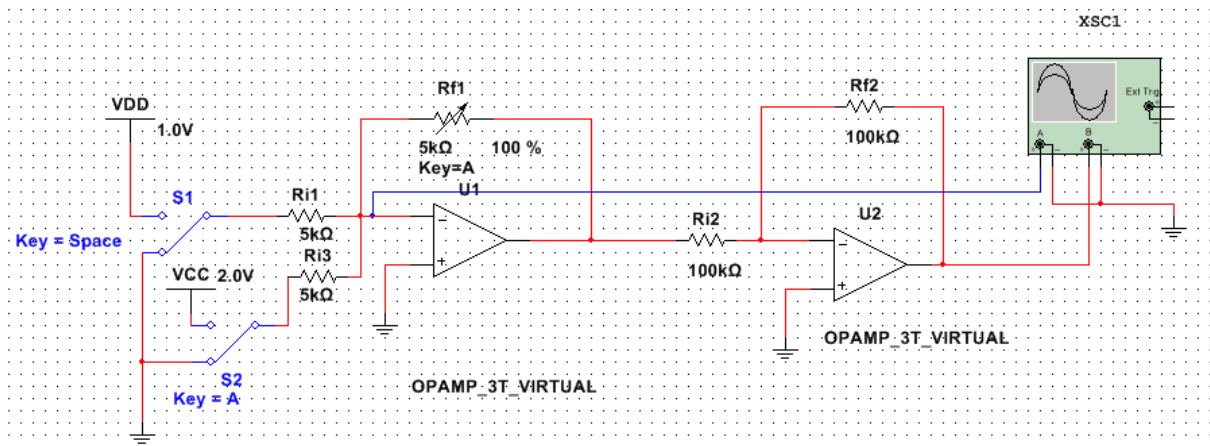 XSC1
Ext Trig
+
−
A
B
+ − + −
VDD
1.0V
Rf1
5kΩ 100 %
Key=A
U1
Rf2
100kΩ
S1
Key = Space
Ri1
5kΩ
Ri3
5kΩ
VCC 2.0V
S2
Key = A
−
+
OPAMP_3T_VIRTUAL
Ri2
100kΩ
U2
−
+
OPAMP_3T_VIRTUAL